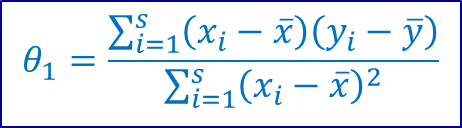 θ₁ = ∑ᵢ₌₁ˢ(xᵢ − x̄)(yᵢ − ȳ) / ∑ᵢ₌₁ˢ(xᵢ − x̄)²